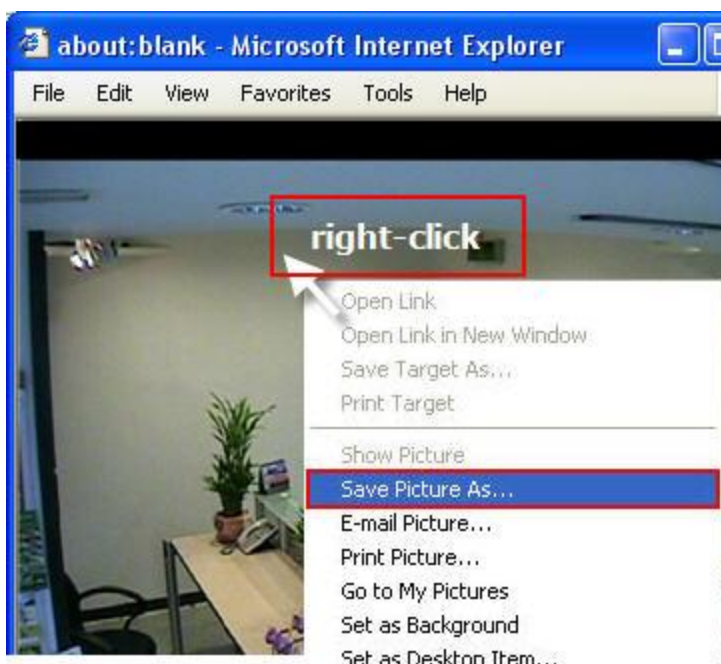 about:blank - Microsoft Internet Explorer
File Edit View Favorites Tools Help
right-click
Open Link
Open Link in New Window
Save Target As...
Print Target
Show Picture
Save Picture As...
E-mail Picture...
Print Picture...
Go to My Pictures
Set as Background
Set as Desktop Item...